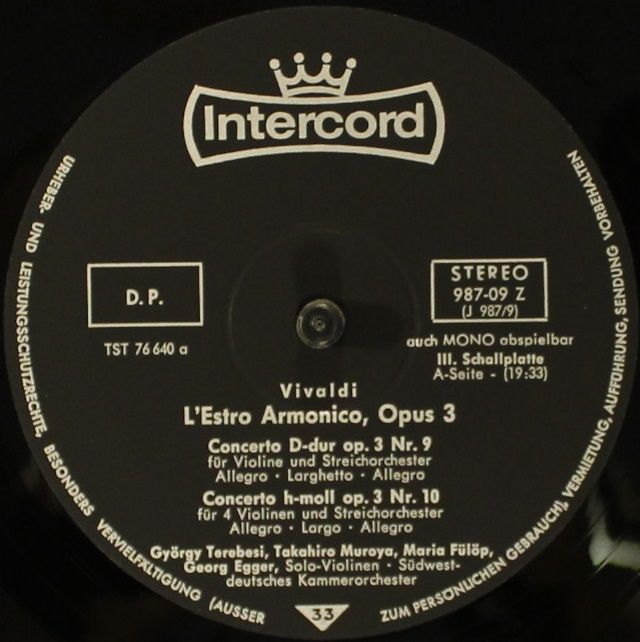 Intercord
D. P.
TST 76 640 a
STEREO
987-09 Z
(J 987/9)
auch MONO abspielbar
III. Schallplatte
A-Seite - (19:33)
Vivaldi
L'Estro Armonico, Opus 3
Concerto D-dur op. 3 Nr. 9
für Violine und Streichorchester
Allegro · Larghetto · Allegro
Concerto h-moll op. 3 Nr. 10
für 4 Violinen und Streichorchester
Allegro · Largo · Allegro
György Terebesi, Takahiro Muroya, Maria Fülöp,
Georg Egger, Solo-Violinen · Südwest-
deutsches Kammerorchester
33
URHEBER- UND LEISTUNGSSCHUTZRECHTE, BESONDERS VERVIELFÄLTIGUNG (AUSSER
ZUM PERSÖNLICHEN GEBRAUCH), VERMIETUNG, AUFFÜHRUNG, SENDUNG VORBEHALTEN